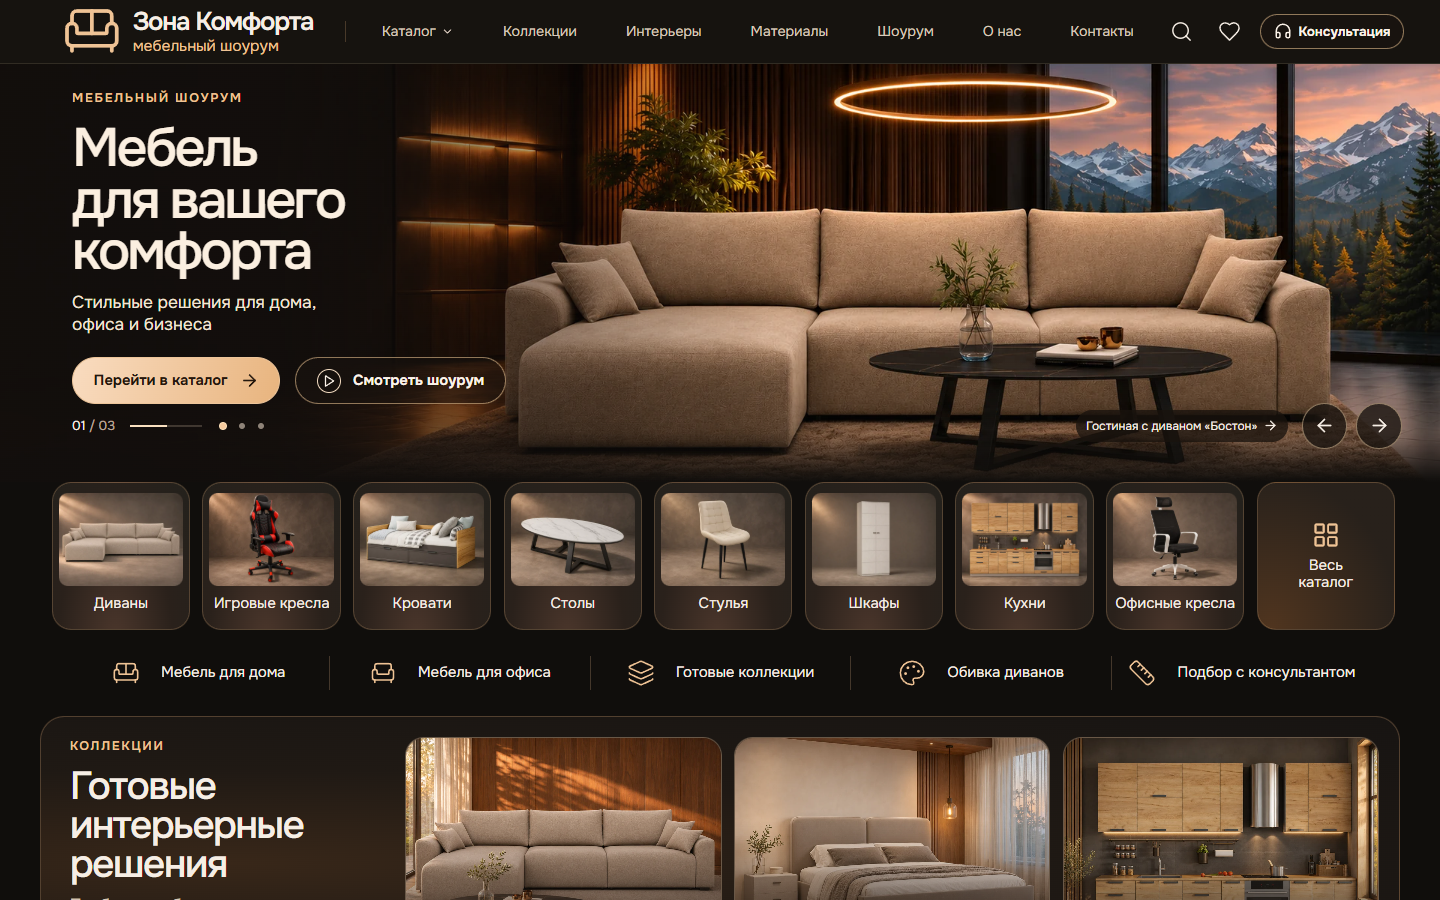 Зона Комфорта
мебельный шоурум
Каталог
Коллекции
Интерьеры
Материалы
Шоурум
О нас
Контакты
Консультация
МЕБЕЛЬНЫЙ ШОУРУМ
Мебель
для вашего
комфорта
Стильные решения для дома,
офиса и бизнеса
Перейти в каталог
Смотреть шоурум
01 / 03
Гостиная с диваном «Бостон»
Диваны
Игровые кресла
Кровати
Столы
Стулья
Шкафы
Кухни
Офисные кресла
Весь
каталог
Мебель для дома
Мебель для офиса
Готовые коллекции
Обивка диванов
Подбор с консультантом
КОЛЛЕКЦИИ
Готовые
интерьерные
решения